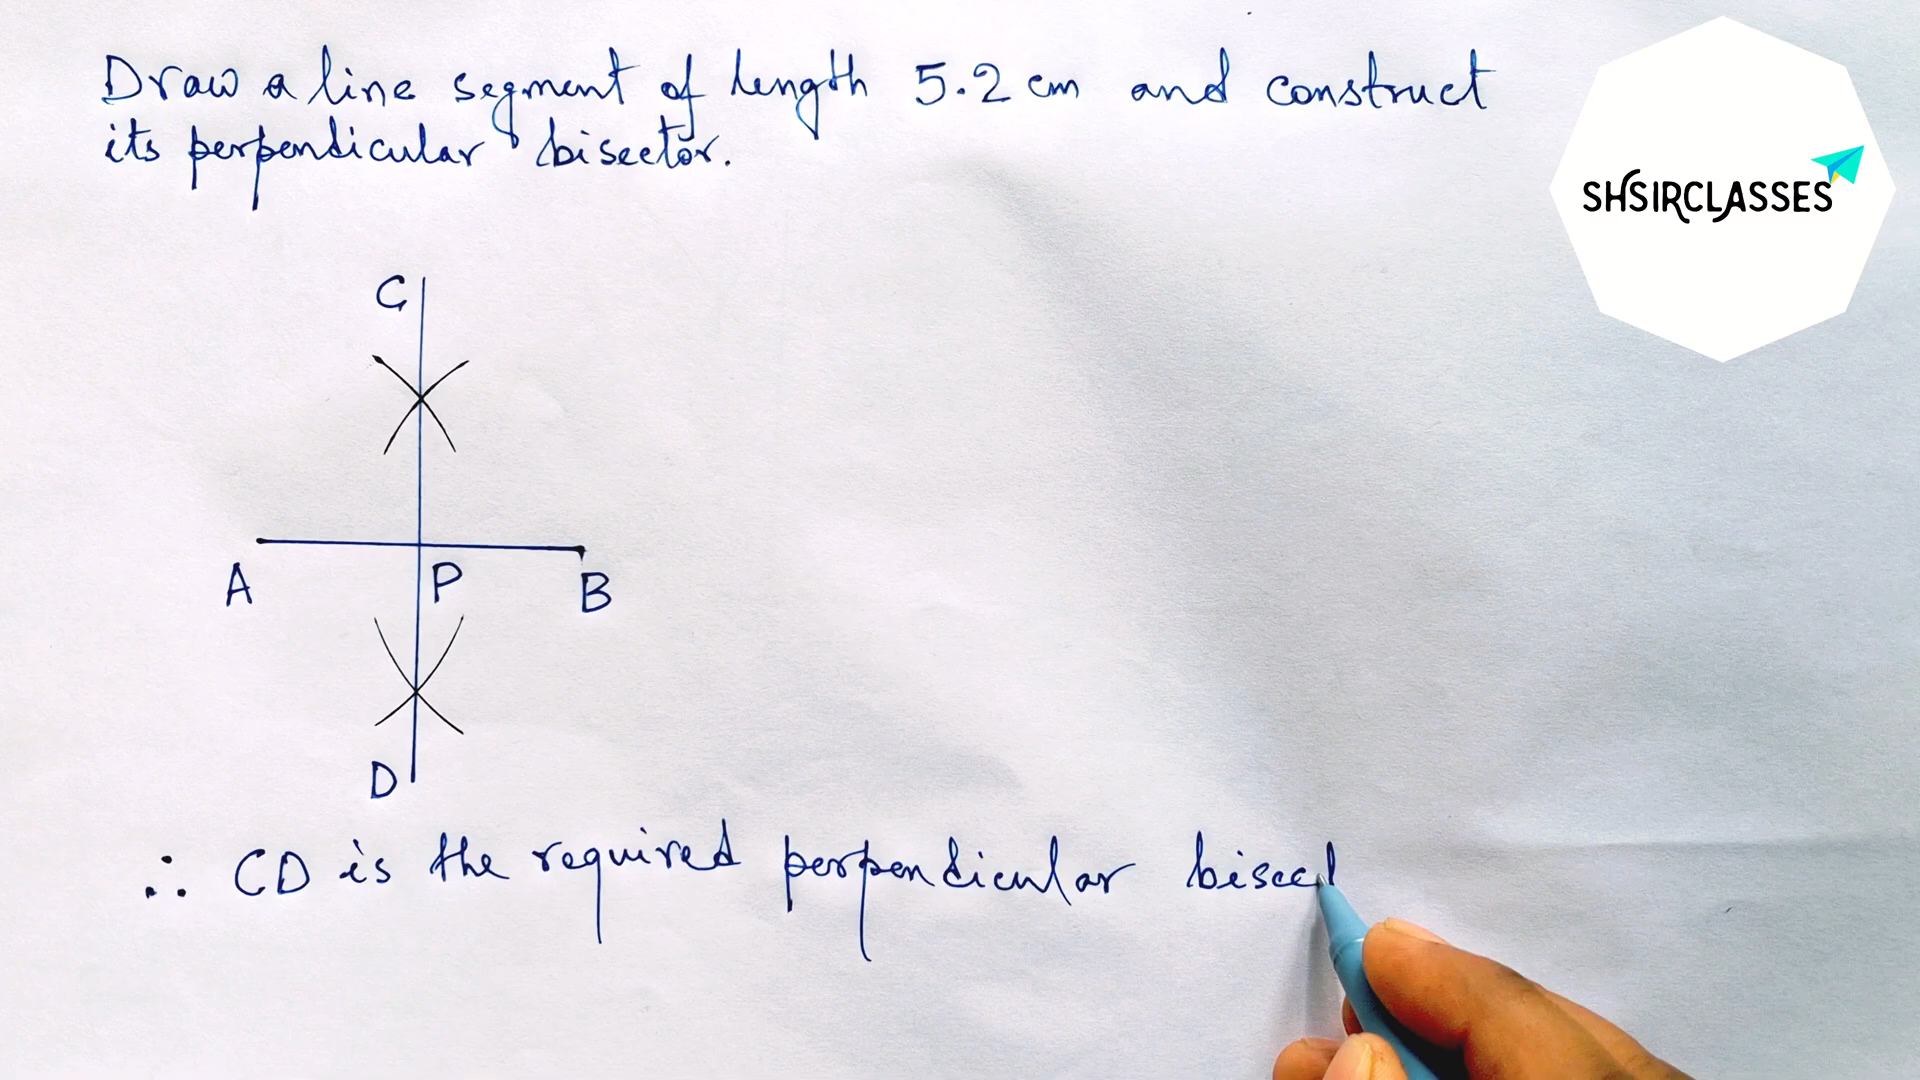 Draw a line segment of length 5.2 cm and construct
its perpendicular bisector.
SHSIRCLASSES
C
A
P
B
D
∴ CD is the required perpendicular bisect